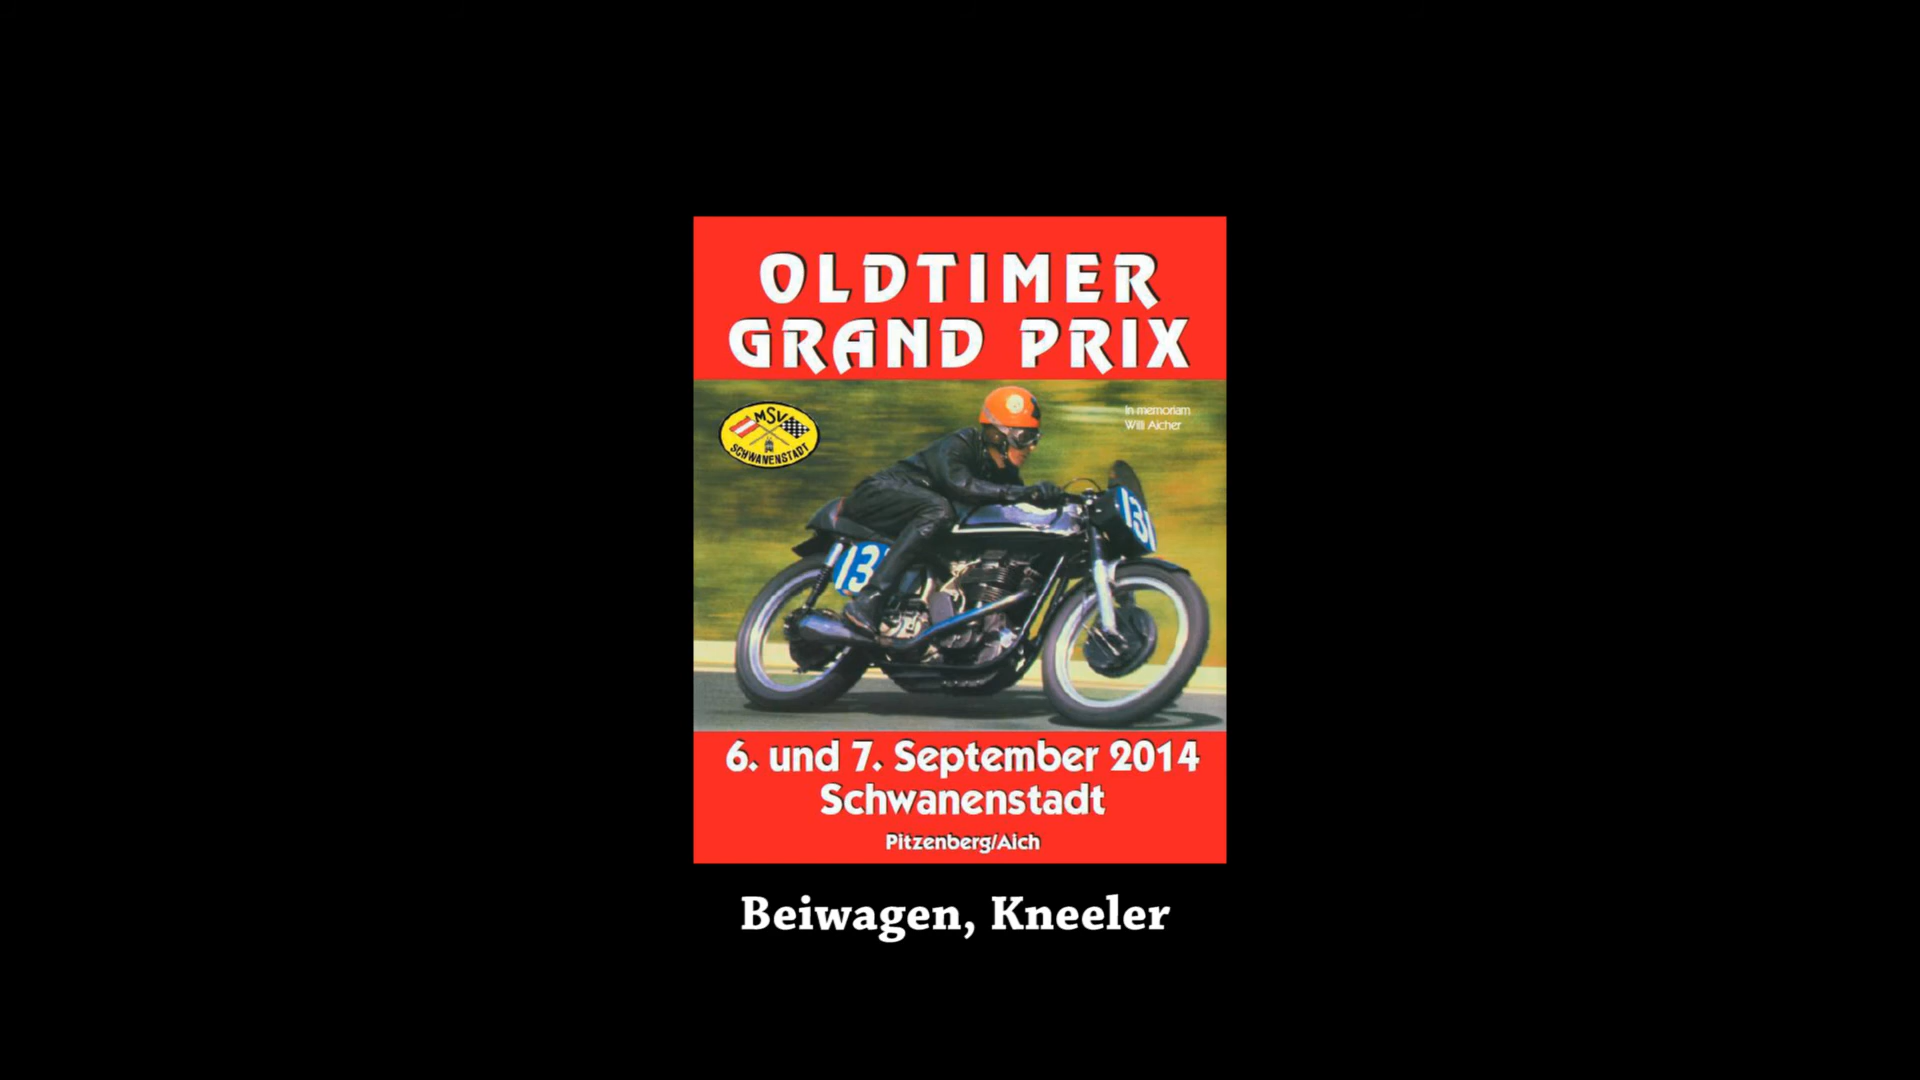 OLDTIMER
GRAND PRIX
MSV
SCHWANENSTADT
In memoriam
Willi Aicher
131
13
6. und 7. September 2014
Schwanenstadt
Pitzenberg/Aich
Beiwagen, Kneeler